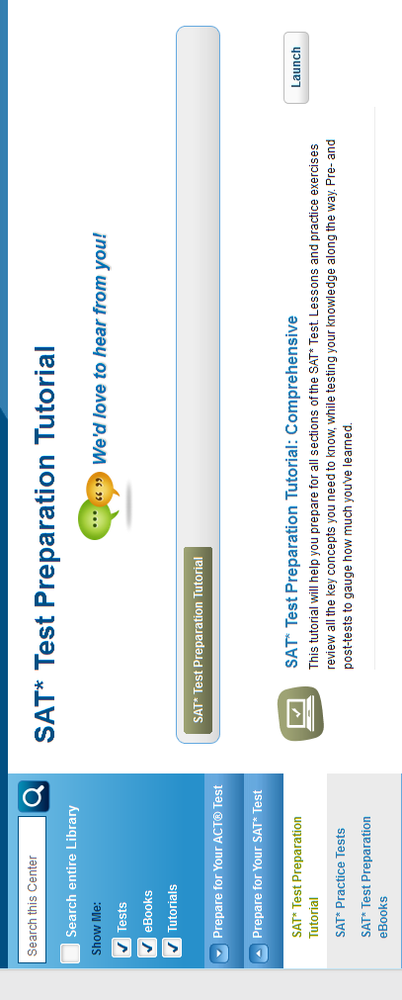 Search this Center
Search entire Library
Show Me:
Tests
eBooks
Tutorials
Prepare for Your ACT® Test
Prepare for Your SAT* Test
SAT* Test Preparation
Tutorial
SAT* Practice Tests
SAT* Test Preparation
eBooks
SAT* Test Preparation Tutorial
We'd love to hear from you!
SAT* Test Preparation Tutorial
SAT* Test Preparation Tutorial: Comprehensive
Launch
This tutorial will help you prepare for all sections of the SAT* Test. Lessons and practice exercises
review all the key concepts you need to know, while testing your knowledge along the way. Pre- and
post-tests to gauge how much you've learned.